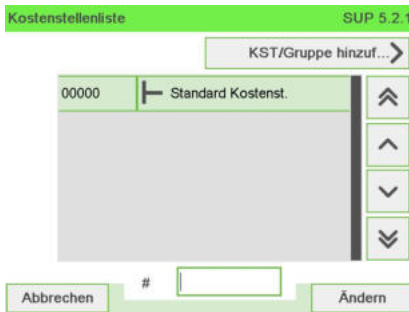 Kostenstellenliste SUP 5.2.1
KST/Gruppe hinzuf...
00000 Standard Kostenst.
#
Abbrechen Ändern